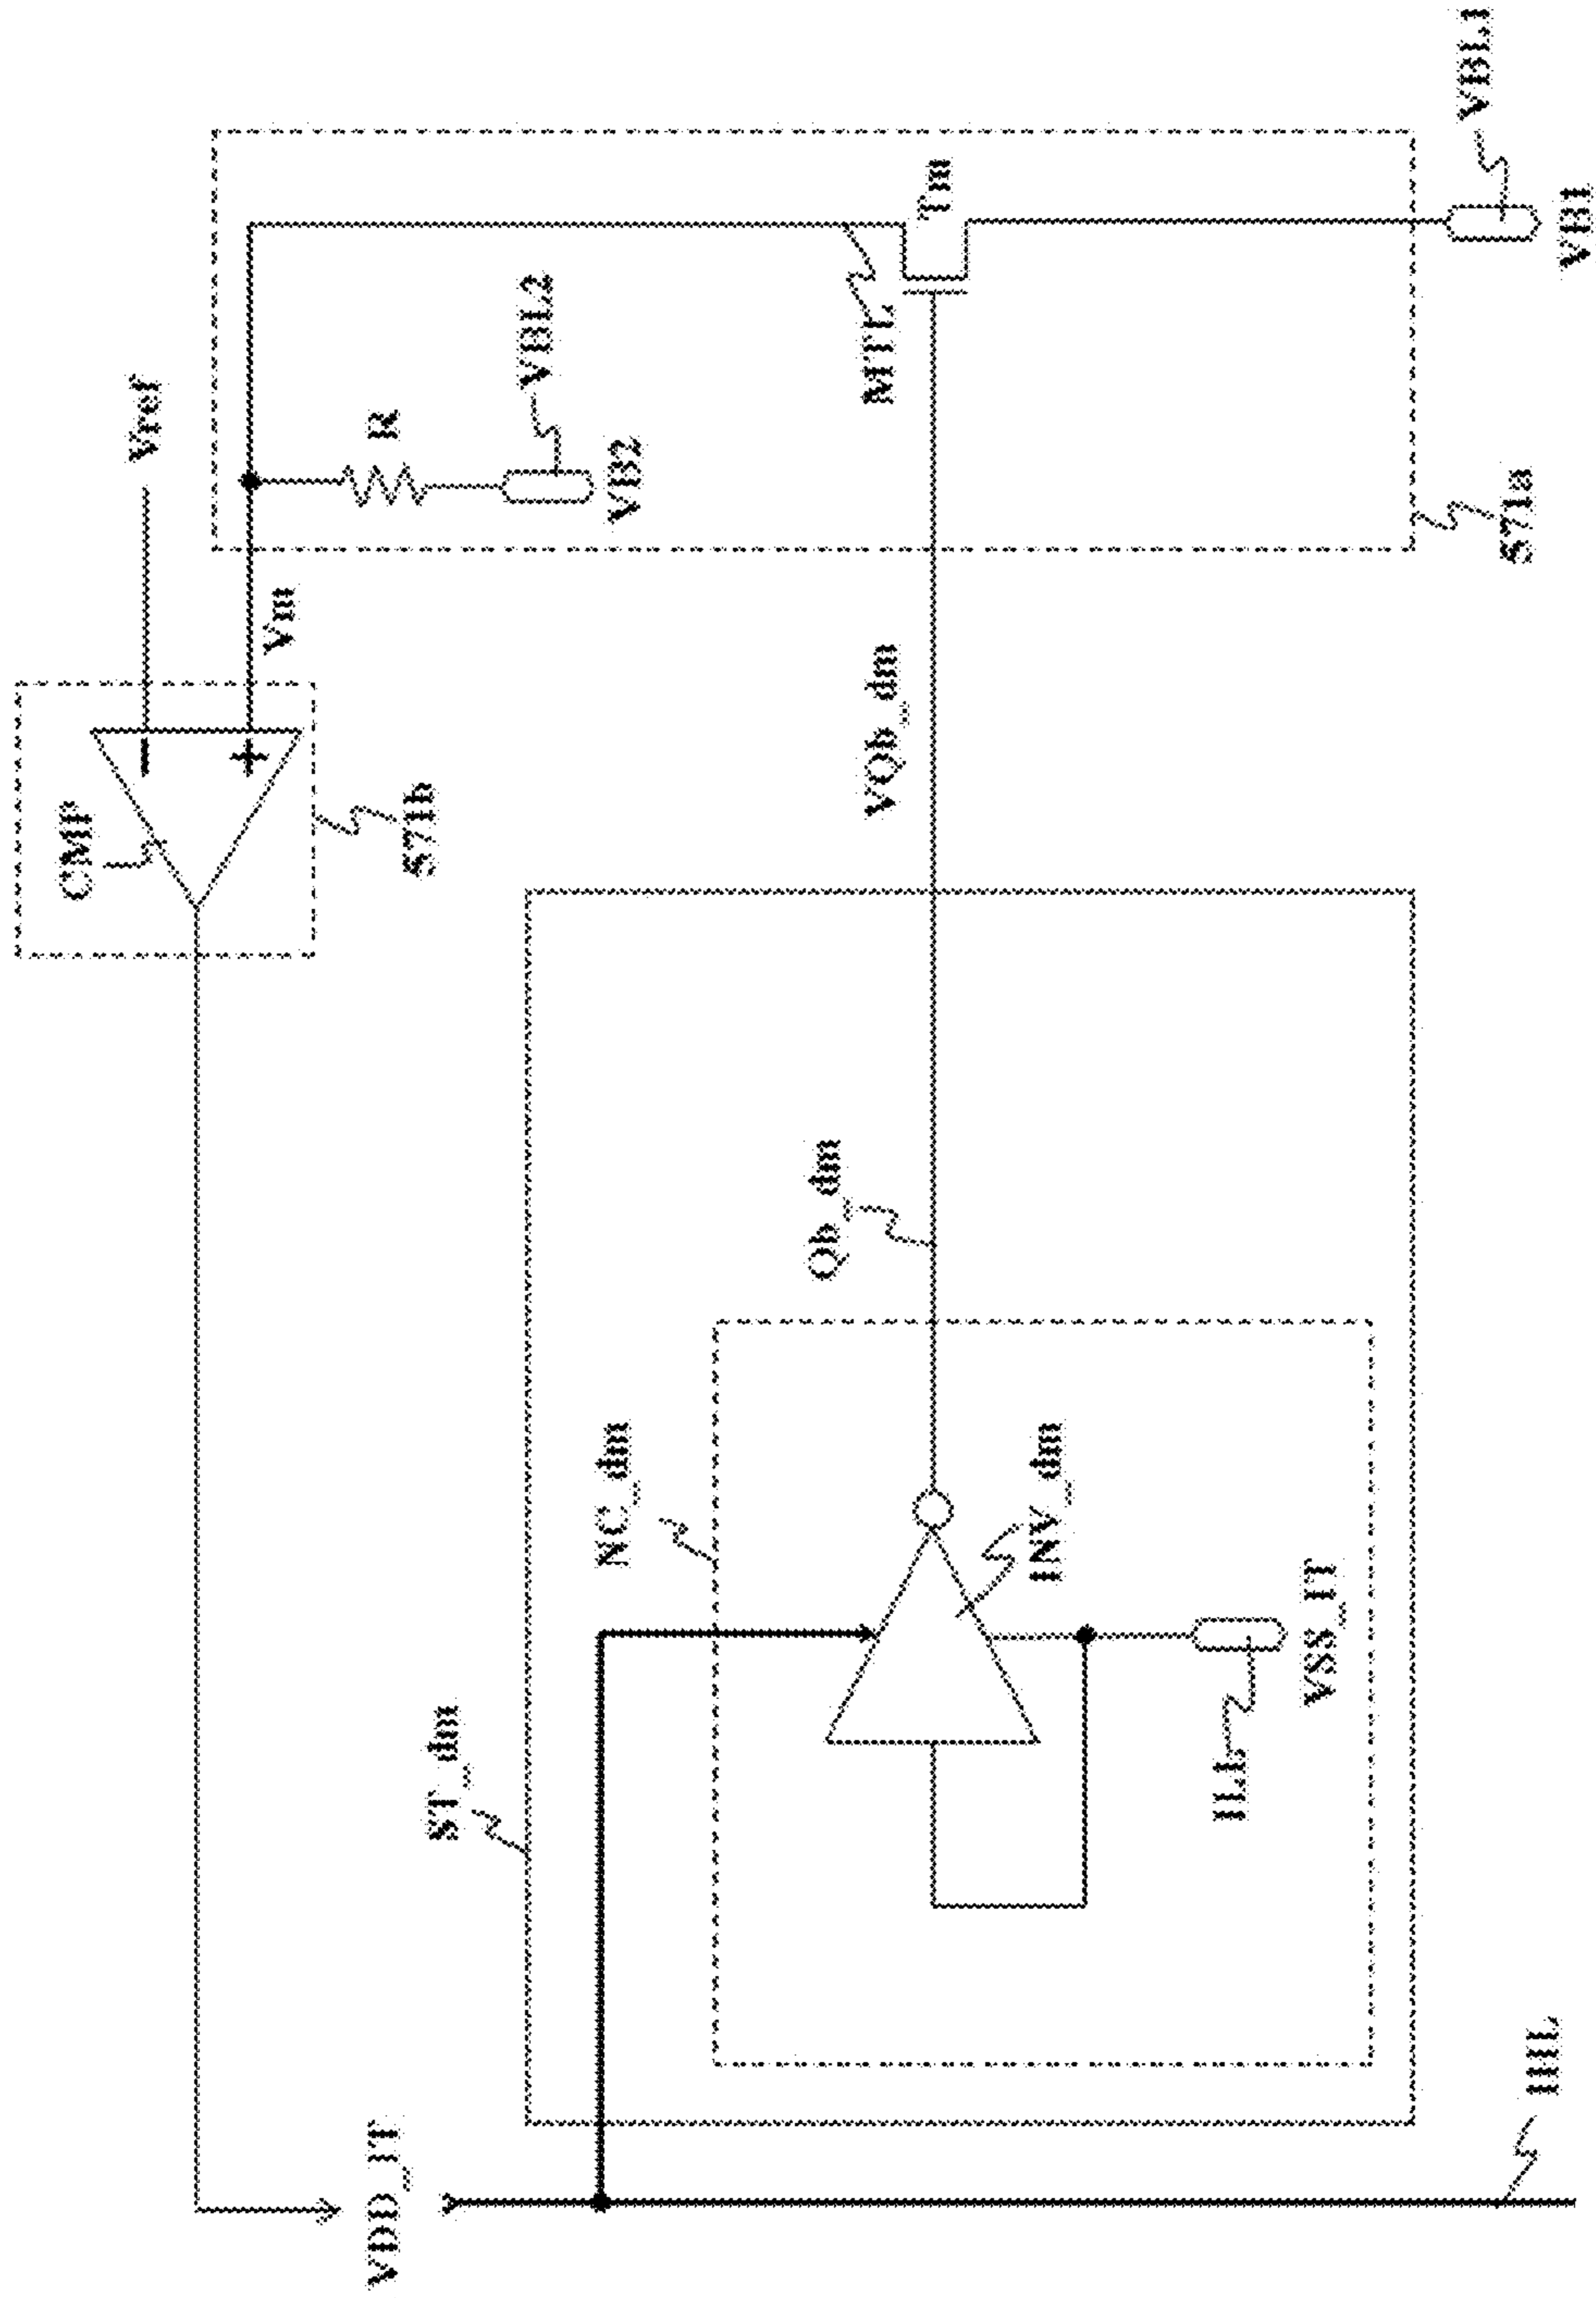 VDD_IT
CMP
Vref
571b
Vm
R
VBL2
VB2
ST_dm
NC_dm
Qb_dm
VQb_dm
MTL
Tm
INV_dm
ILL
VSS_IT
IHL
571a
VBL1
VB1